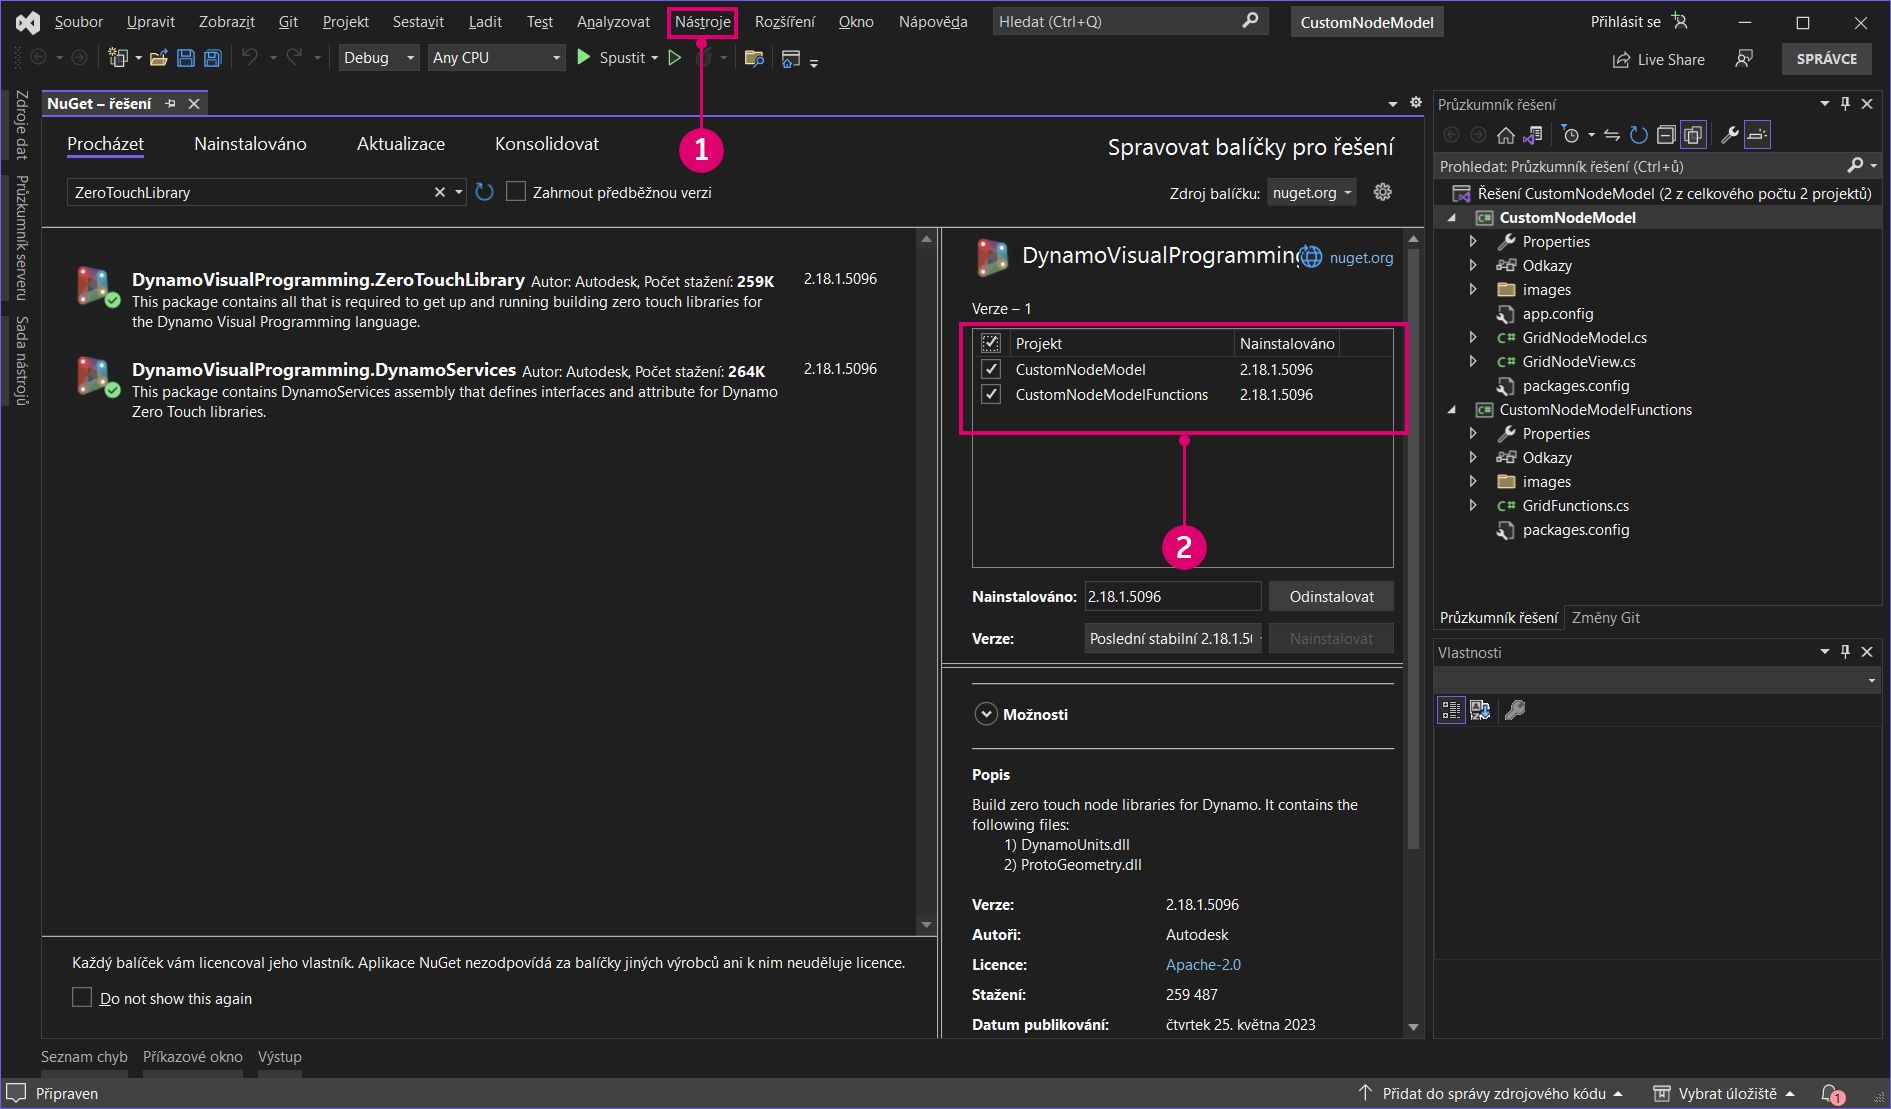 Soubor Upravit Zobrazit Git Projekt Sestavit Ladit Test Analyzovat Nástroje Rozšíření Okno Nápověda Hledat (Ctrl+Q) CustomNodeModel Přihlásit se
Debug Any CPU Spustit Live Share SPRÁVCE
Zdroje dat
Průzkumník serveru
Sada nástrojů
NuGet – řešení
Procházet Nainstalováno Aktualizace Konsolidovat
1
Spravovat balíčky pro řešení
ZeroTouchLibrary Zahrnout předběžnou verzi
Zdroj balíčku: nuget.org
DynamoVisualProgramming.ZeroTouchLibrary Autor: Autodesk, Počet stažení: 259K 2.18.1.5096
This package contains all that is required to get up and running building zero touch libraries for
the Dynamo Visual Programming language.
DynamoVisualProgramming.DynamoServices Autor: Autodesk, Počet stažení: 264K 2.18.1.5096
This package contains DynamoServices assembly that defines interfaces and attribute for Dynamo
Zero Touch libraries.
Každý balíček vám licencoval jeho vlastník. Aplikace NuGet nezodpovídá za balíčky jiných výrobců ani k nim neuděluje licence.
Do not show this again
DynamoVisualProgramming nuget.org
Verze – 1
Projekt Nainstalováno
CustomNodeModel 2.18.1.5096
CustomNodeModelFunctions 2.18.1.5096
2
Nainstalováno: 2.18.1.5096 Odinstalovat
Verze: Poslední stabilní 2.18.1.5 Nainstalovat
Možnosti
Popis
Build zero touch node libraries for Dynamo. It contains the
following files:
1) DynamoUnits.dll
2) ProtoGeometry.dll
Verze: 2.18.1.5096
Autoři: Autodesk
Licence: Apache-2.0
Stažení: 259 487
Datum publikování: čtvrtek 25. května 2023
Průzkumník řešení
Prohledat: Průzkumník řešení (Ctrl+ů)
Řešení CustomNodeModel (2 z celkového počtu 2 projektů)
C# CustomNodeModel
Properties
Odkazy
images
app.config
C# GridNodeModel.cs
C# GridNodeView.cs
packages.config
C# CustomNodeModelFunctions
Properties
Odkazy
images
C# GridFunctions.cs
packages.config
Průzkumník řešení Změny Git
Vlastnosti
Seznam chyb Příkazové okno Výstup
Připraven Přidat do správy zdrojového kódu Vybrat úložiště 1